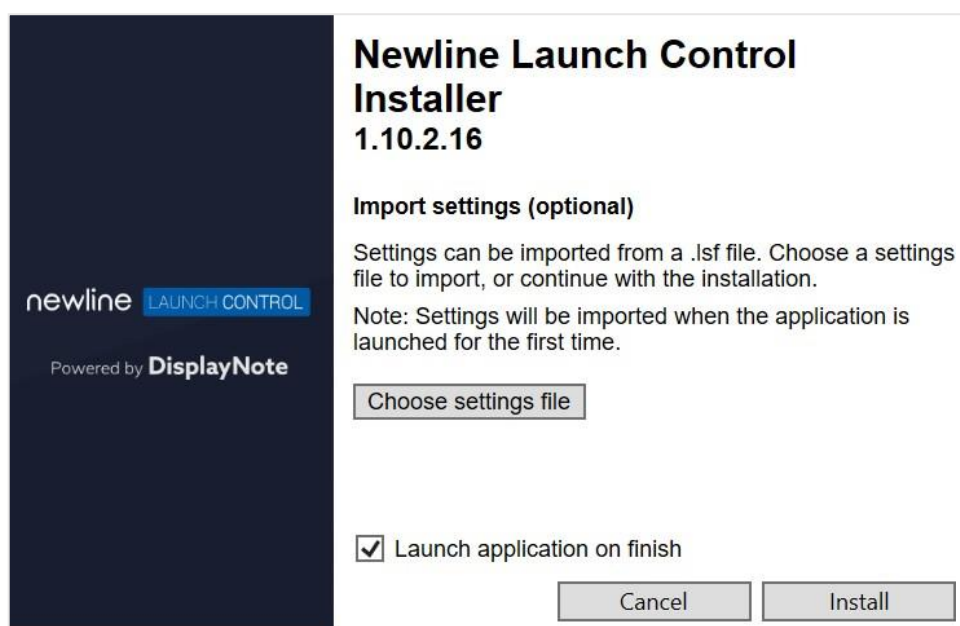 Newline Launch Control
Installer
1.10.2.16
Import settings (optional)
Settings can be imported from a .lsf file. Choose a settings
file to import, or continue with the installation.
Note: Settings will be imported when the application is
launched for the first time.
Choose settings file
newline LAUNCH CONTROL
Powered by DisplayNote
Launch application on finish
Cancel
Install